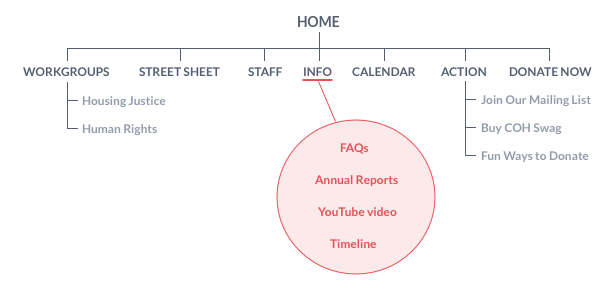 HOME
WORKGROUPS
STREET SHEET
STAFF
INFO
CALENDAR
ACTION
DONATE NOW
Housing Justice
Human Rights
FAQs
Annual Reports
YouTube video
Timeline
Join Our Mailing List
Buy COH Swag
Fun Ways to Donate